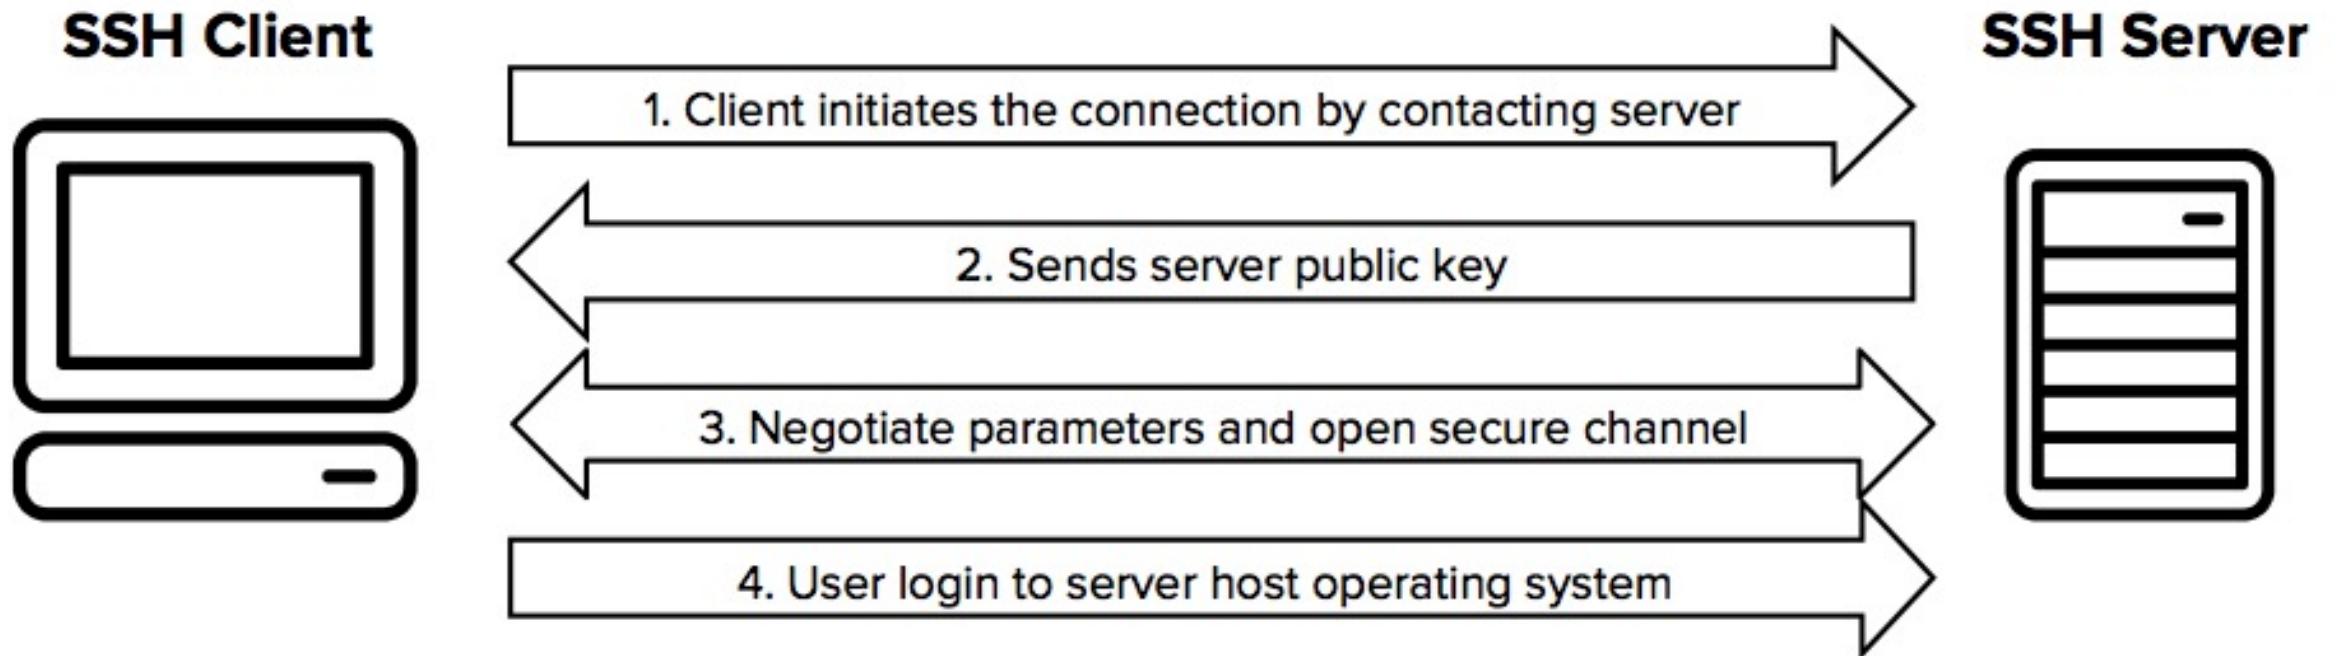 SSH Client
SSH Server
1. Client initiates the connection by contacting server
2. Sends server public key
3. Negotiate parameters and open secure channel
4. User login to server host operating system